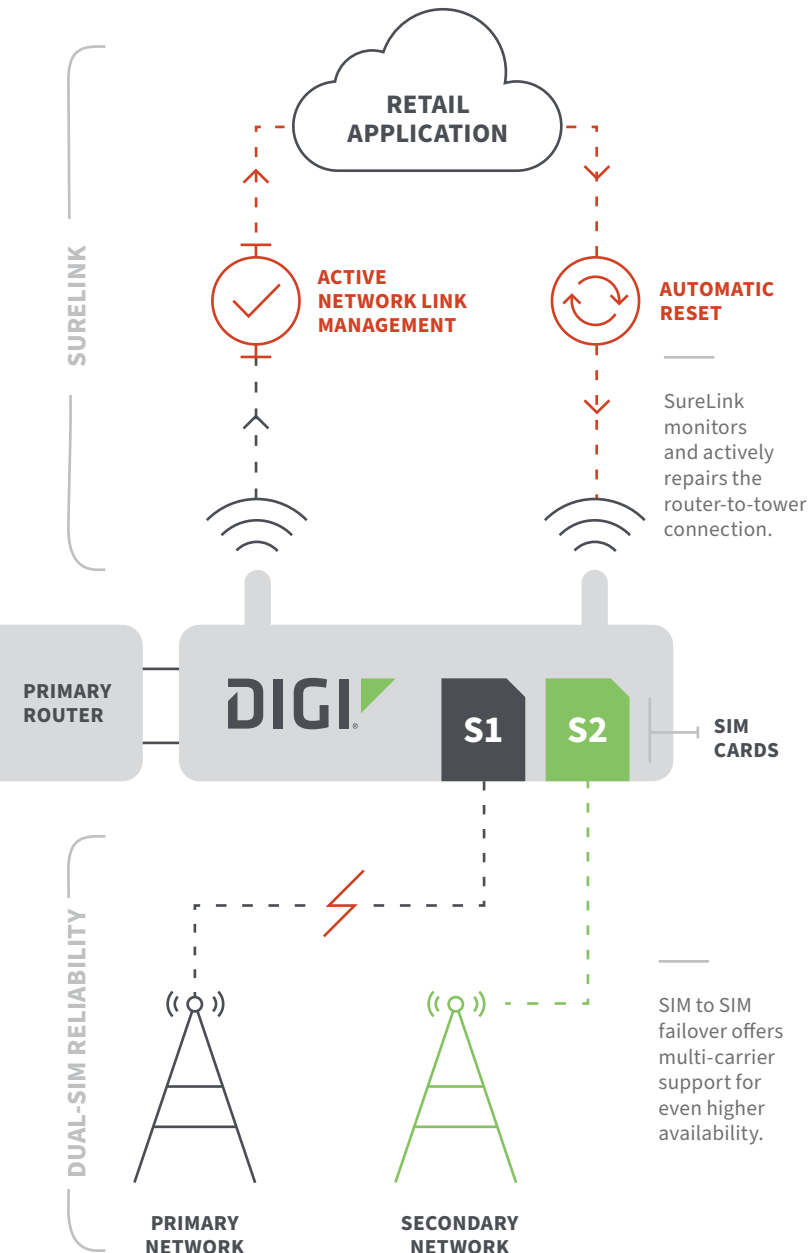 RETAIL
APPLICATION
SURELINK
ACTIVE
NETWORK LINK
MANAGEMENT
AUTOMATIC
RESET
SureLink
monitors
and actively
repairs the
router-to-tower
connection.
PRIMARY
ROUTER
DIGI®
S1
S2
SIM
CARDS
DUAL-SIM RELIABILITY
SIM to SIM
failover offers
multi-carrier
support for
even higher
availability.
PRIMARY
NETWORK
SECONDARY
NETWORK